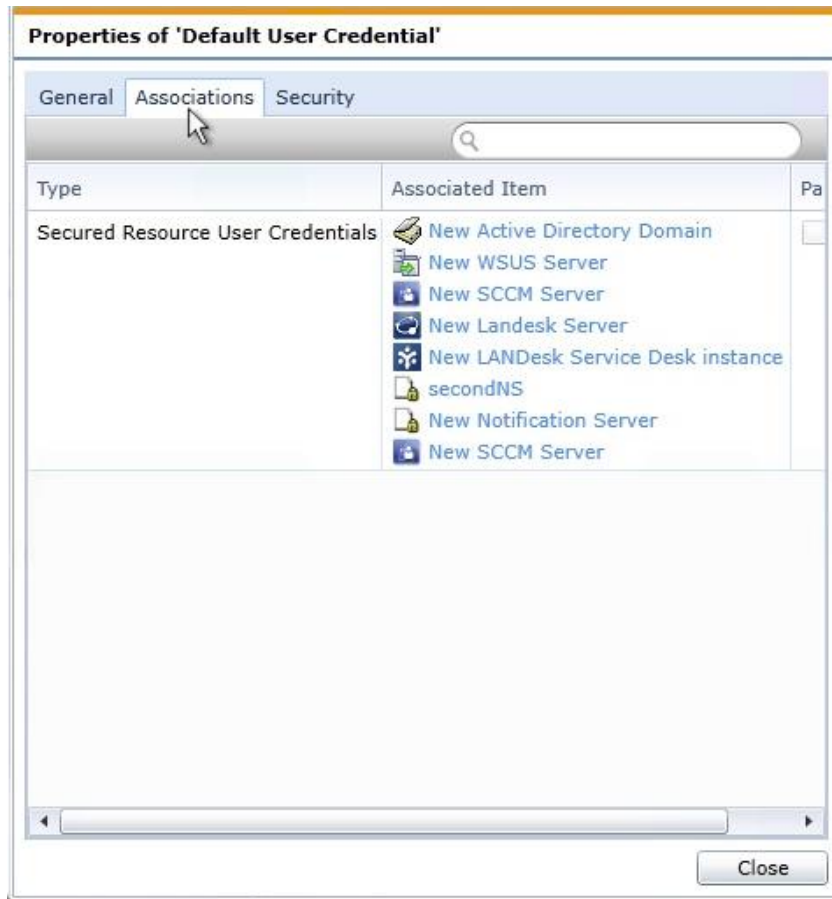 Properties of 'Default User Credential'
General Associations Security
Type Associated Item Pa
Secured Resource User Credentials New Active Directory Domain
New WSUS Server
New SCCM Server
New Landesk Server
New LANDesk Service Desk instance
secondNS
New Notification Server
New SCCM Server
Close